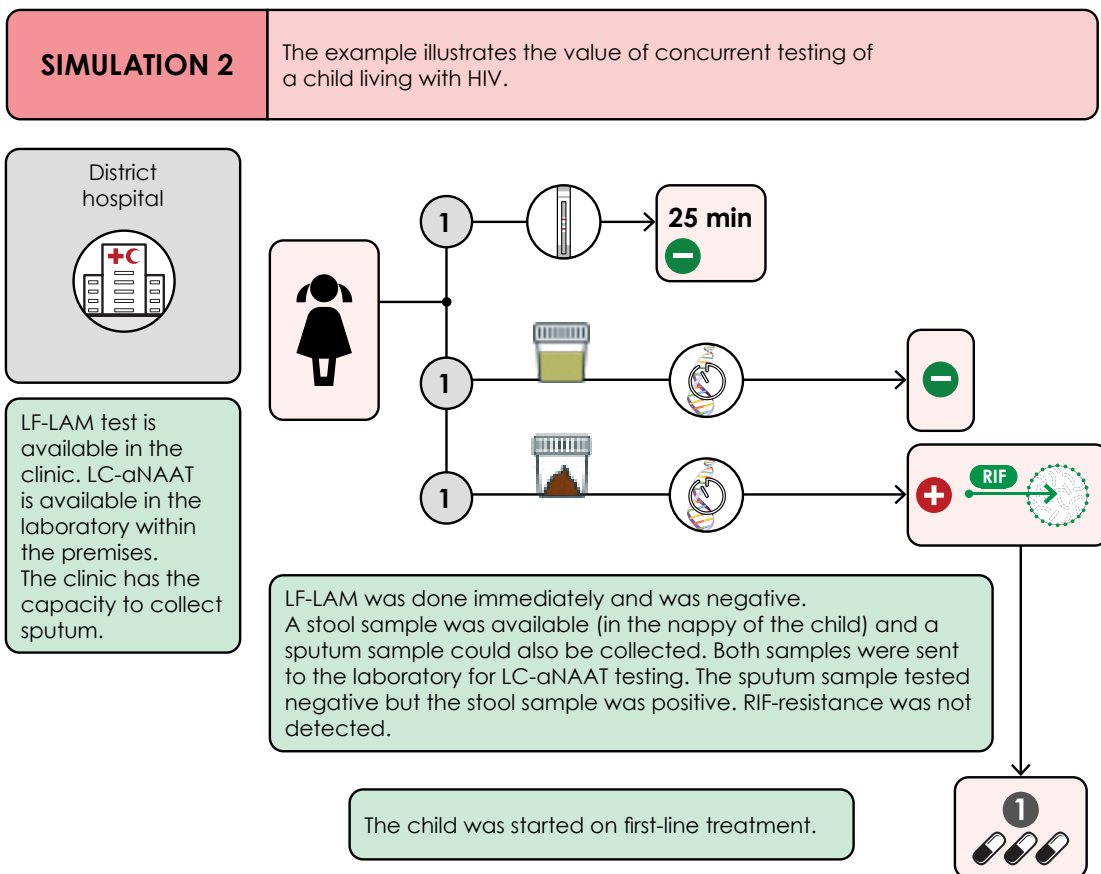 SIMULATION 2
The example illustrates the value of concurrent testing of
a child living with HIV.
District
hospital
LF-LAM test is
available in the
clinic. LC-aNAAT
is available in the
laboratory within
the premises.
The clinic has the
capacity to collect
sputum.
1
25 min
1
1
RIF
LF-LAM was done immediately and was negative.
A stool sample was available (in the nappy of the child) and a
sputum sample could also be collected. Both samples were sent
to the laboratory for LC-aNAAT testing. The sputum sample tested
negative but the stool sample was positive. RIF-resistance was not
detected.
The child was started on first-line treatment.
1